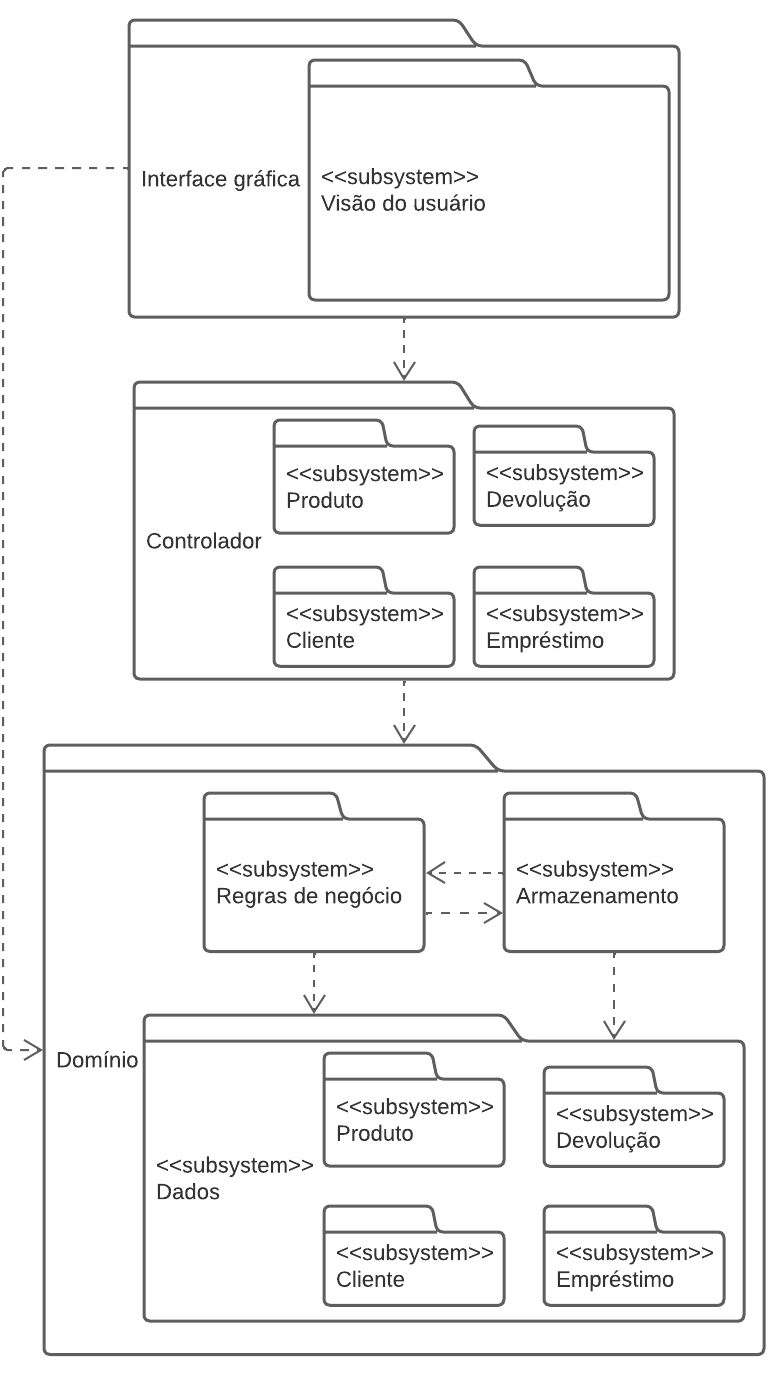 Interface gráfica
<<subsystem>>
Visão do usuário
Controlador
<<subsystem>>
Produto
<<subsystem>>
Devolução
<<subsystem>>
Cliente
<<subsystem>>
Empréstimo
Domínio
<<subsystem>>
Regras de negócio
<<subsystem>>
Armazenamento
<<subsystem>>
Dados
<<subsystem>>
Produto
<<subsystem>>
Devolução
<<subsystem>>
Cliente
<<subsystem>>
Empréstimo